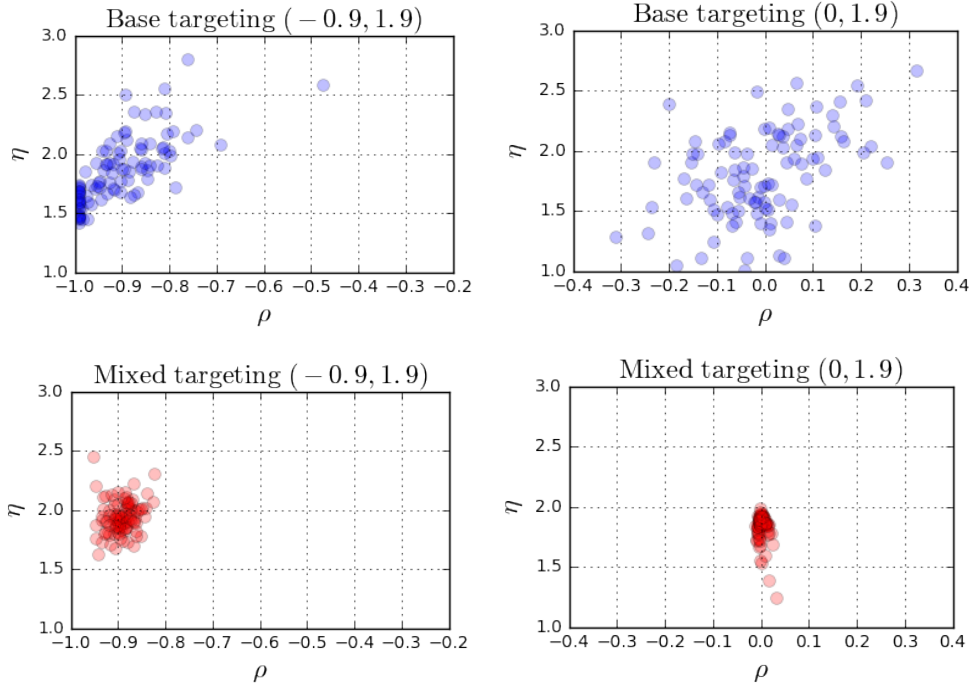 Base targeting (−0.9, 1.9)
η
3.0
2.5
2.0
1.5
1.0
−1.0 −0.9 −0.8 −0.7 −0.6 −0.5 −0.4 −0.3 −0.2
ρ
Base targeting (0, 1.9)
η
3.0
2.5
2.0
1.5
1.0
−0.4 −0.3 −0.2 −0.1 0.0 0.1 0.2 0.3 0.4
ρ
Mixed targeting (−0.9, 1.9)
η
3.0
2.5
2.0
1.5
1.0
−1.0 −0.9 −0.8 −0.7 −0.6 −0.5 −0.4 −0.3 −0.2
ρ
Mixed targeting (0, 1.9)
η
3.0
2.5
2.0
1.5
1.0
−0.4 −0.3 −0.2 −0.1 0.0 0.1 0.2 0.3 0.4
ρ